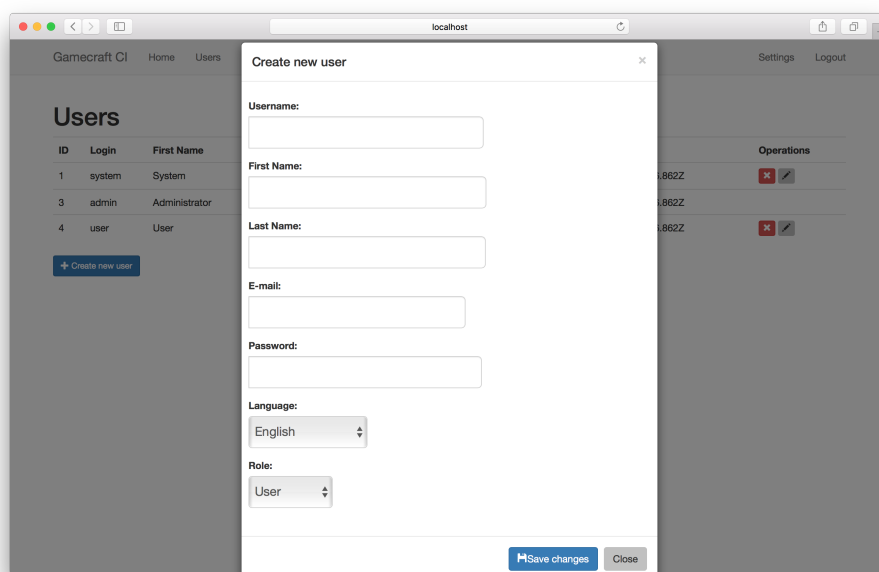 localhost
Gamecraft CI Home Users Settings Logout
Create new user ×
Users
ID Login First Name Operations
1 system System .862Z
3 admin Administrator .862Z
4 user User .862Z
Create new user
Username:
First Name:
Last Name:
E-mail:
Password:
Language:
English
Role:
User
Save changes Close